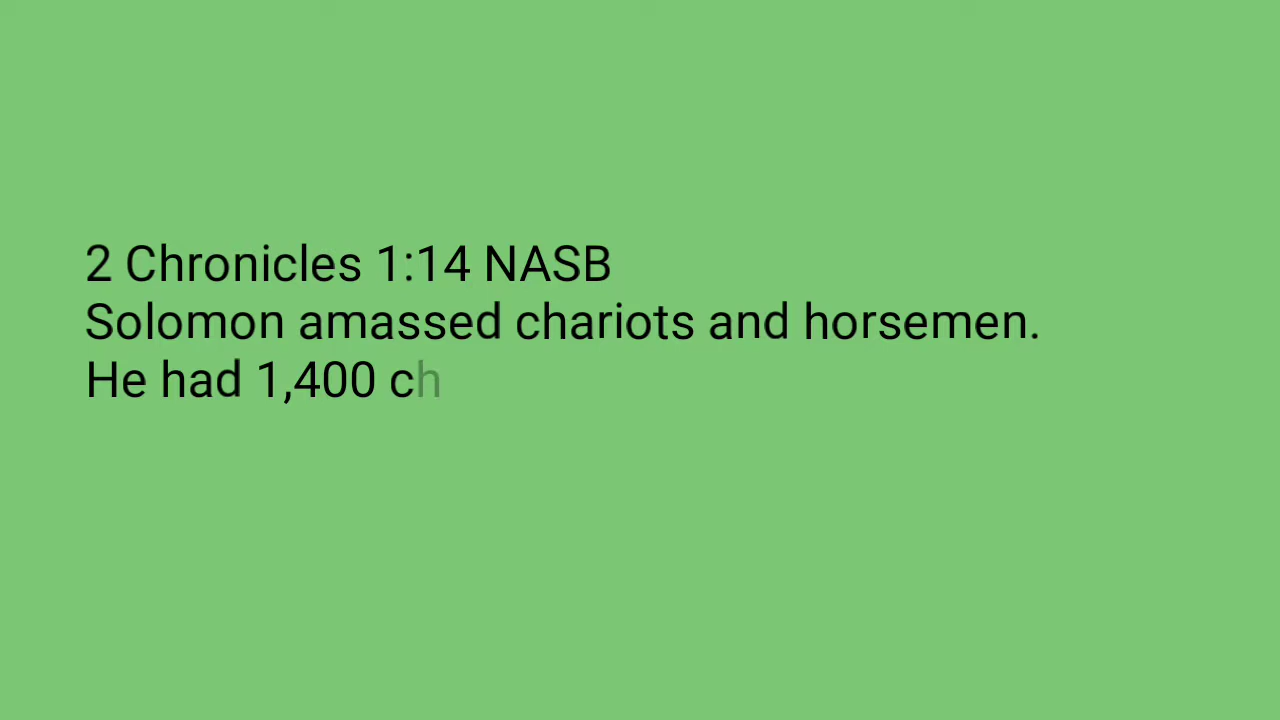 2 Chronicles 1:14 NASB
Solomon amassed chariots and horsemen.
He had 1,400 ch